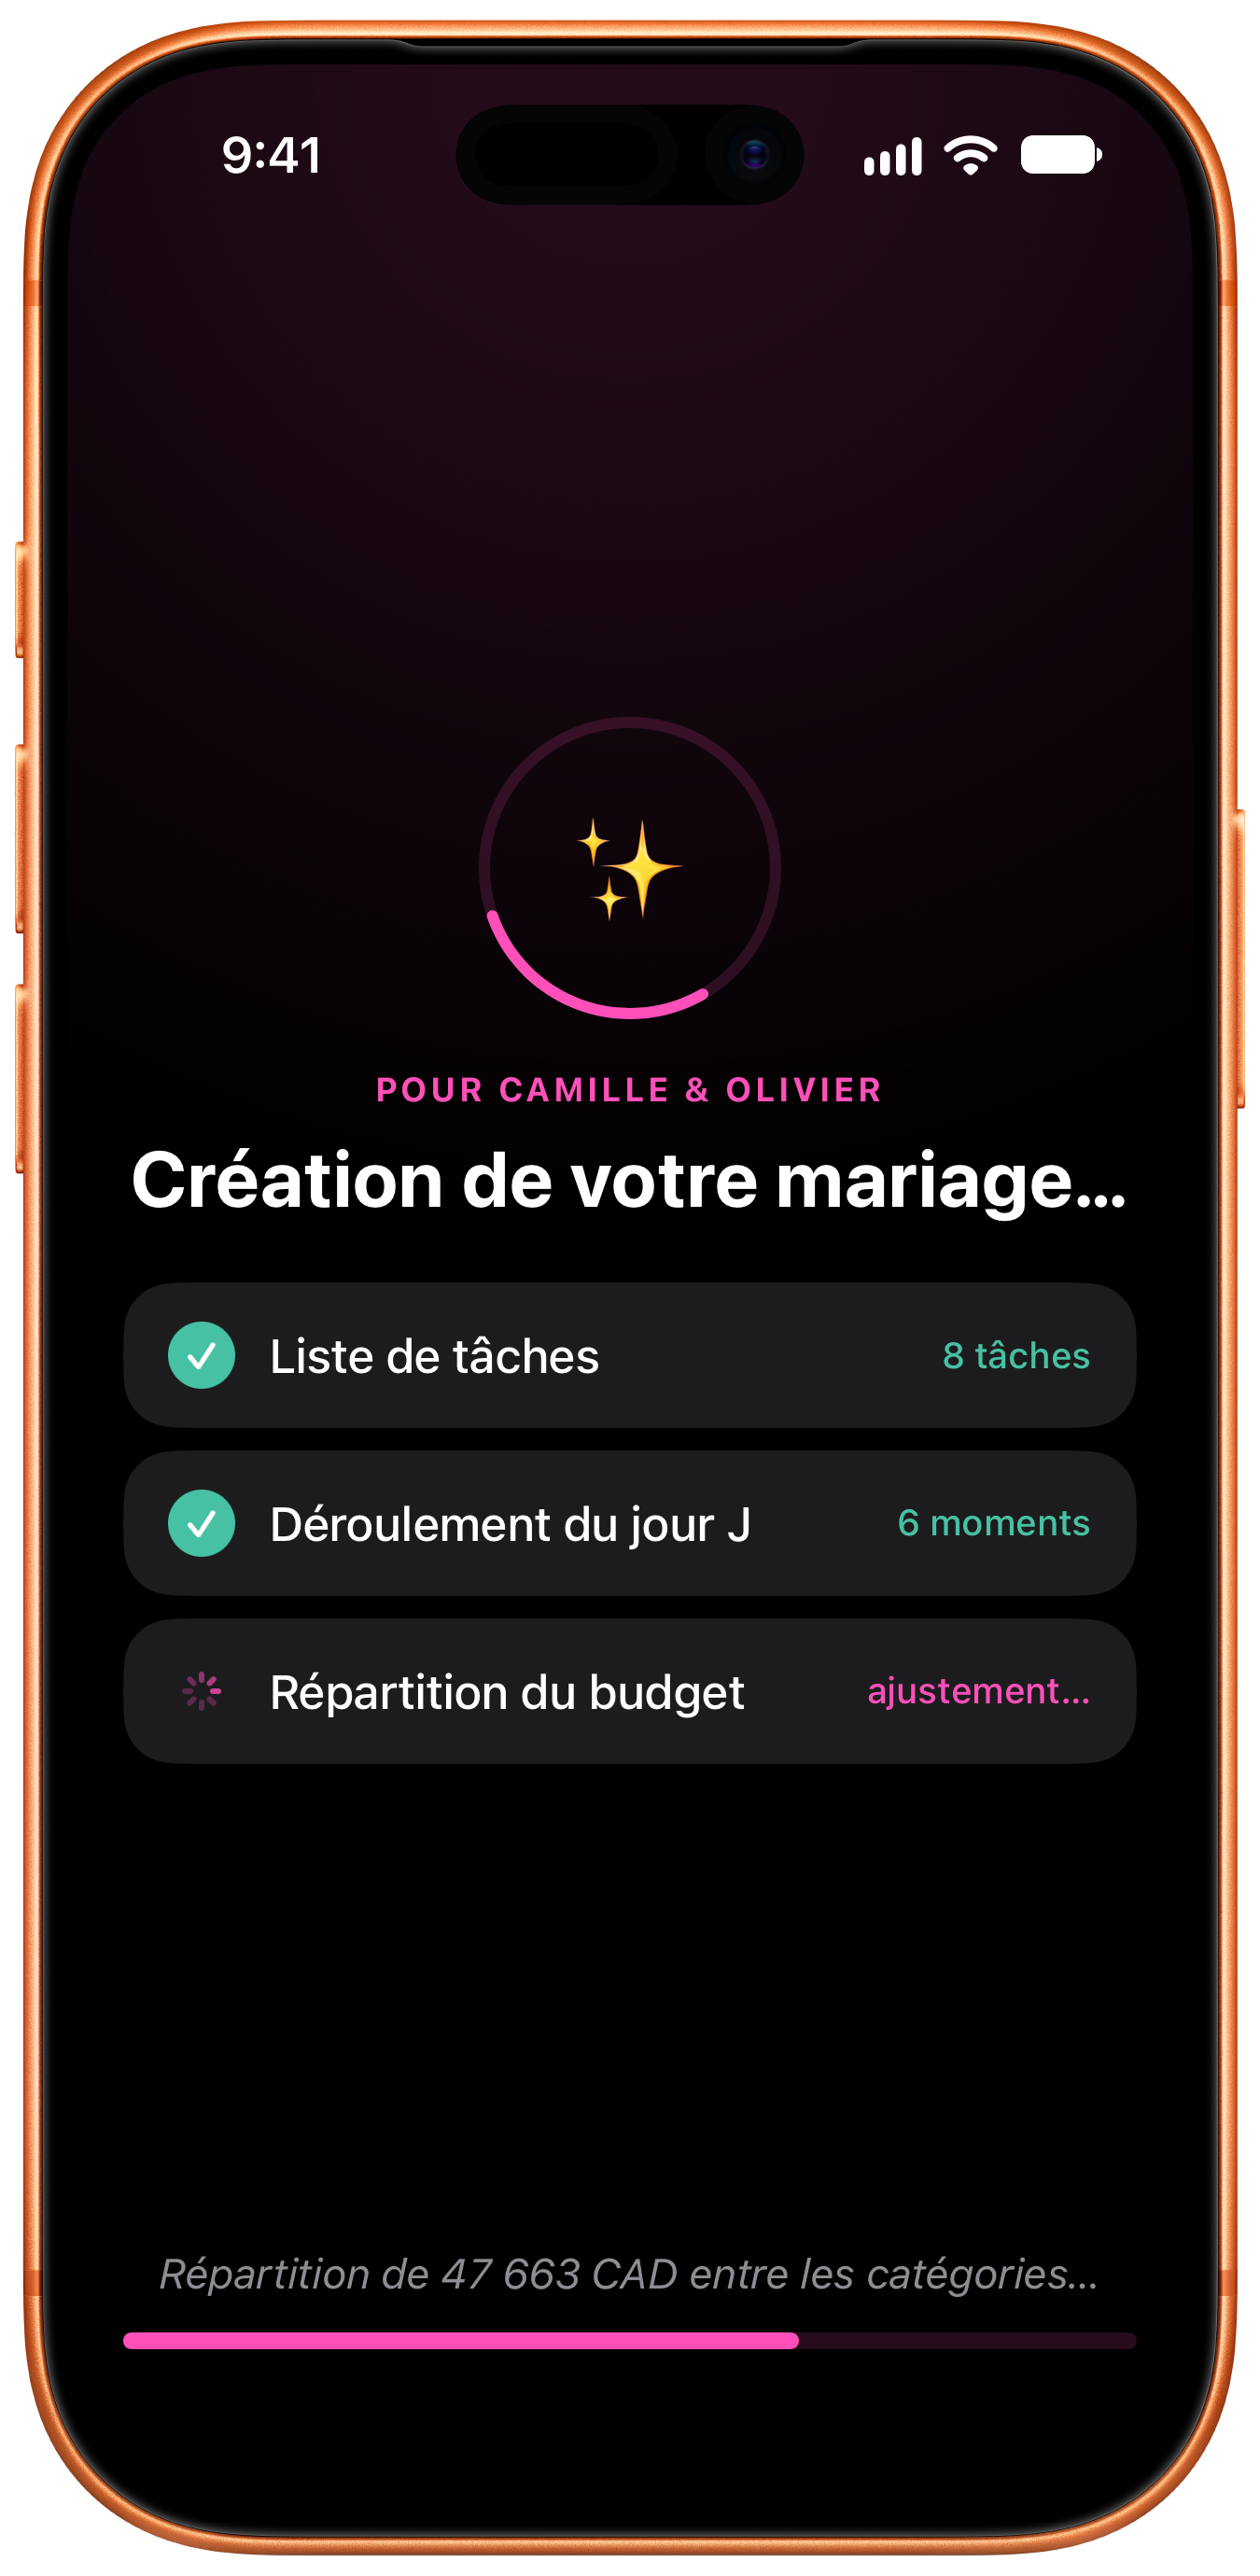 9:41
POUR CAMILLE & OLIVIER
Création de votre mariage...
Liste de tâches 8 tâches
Déroulement du jour J 6 moments
Répartition du budget ajustement...
Répartition de 47 663 CAD entre les catégories...